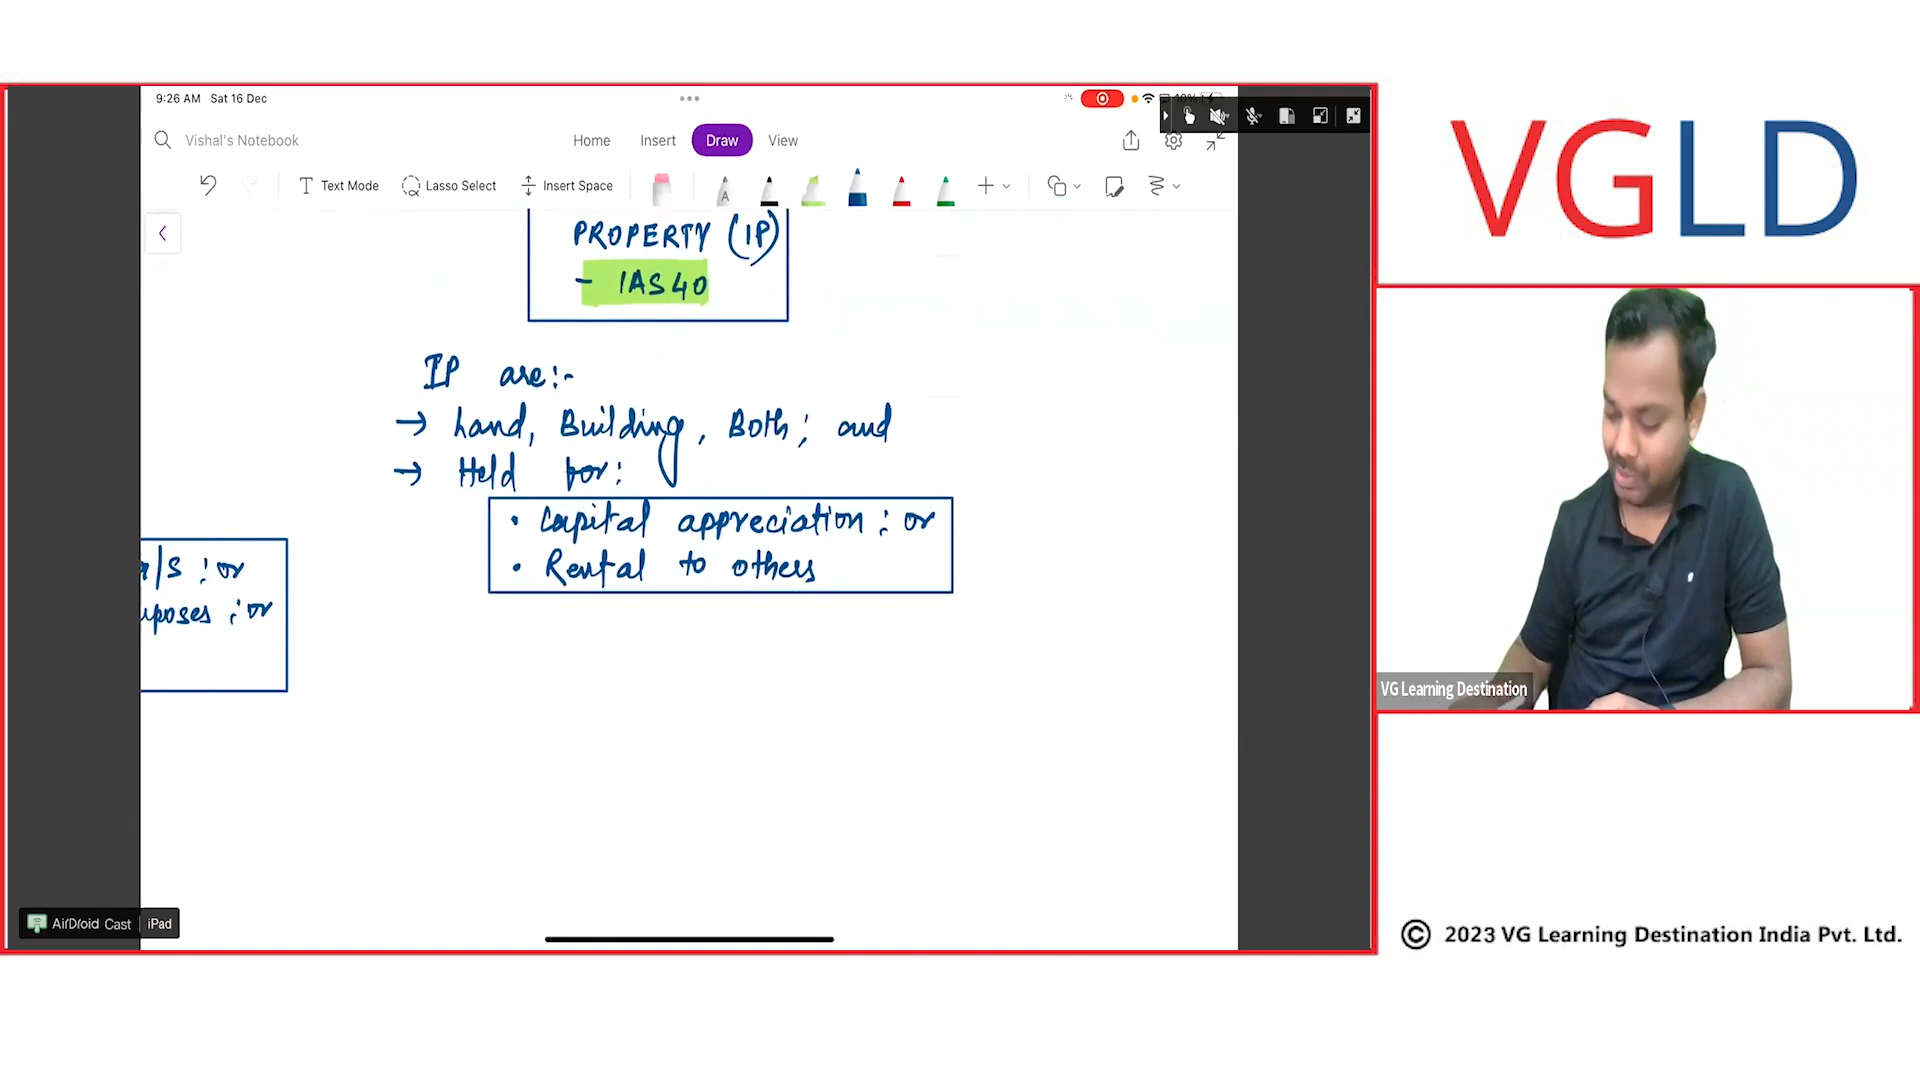 9:26 AM Sat 16 Dec
Vishal's Notebook
Home Insert Draw View
Text Mode Lasso Select Insert Space
PROPERTY (IP)
- IAS 40
IP are:-
→ Land, Building, Both; and
→ Held for:
• Capital appreciation; or
• Rental to others
/S ; or
poses ; or
AirDroid Cast iPad
VGLD
VG Learning Destination
© 2023 VG Learning Destination India Pvt. Ltd.